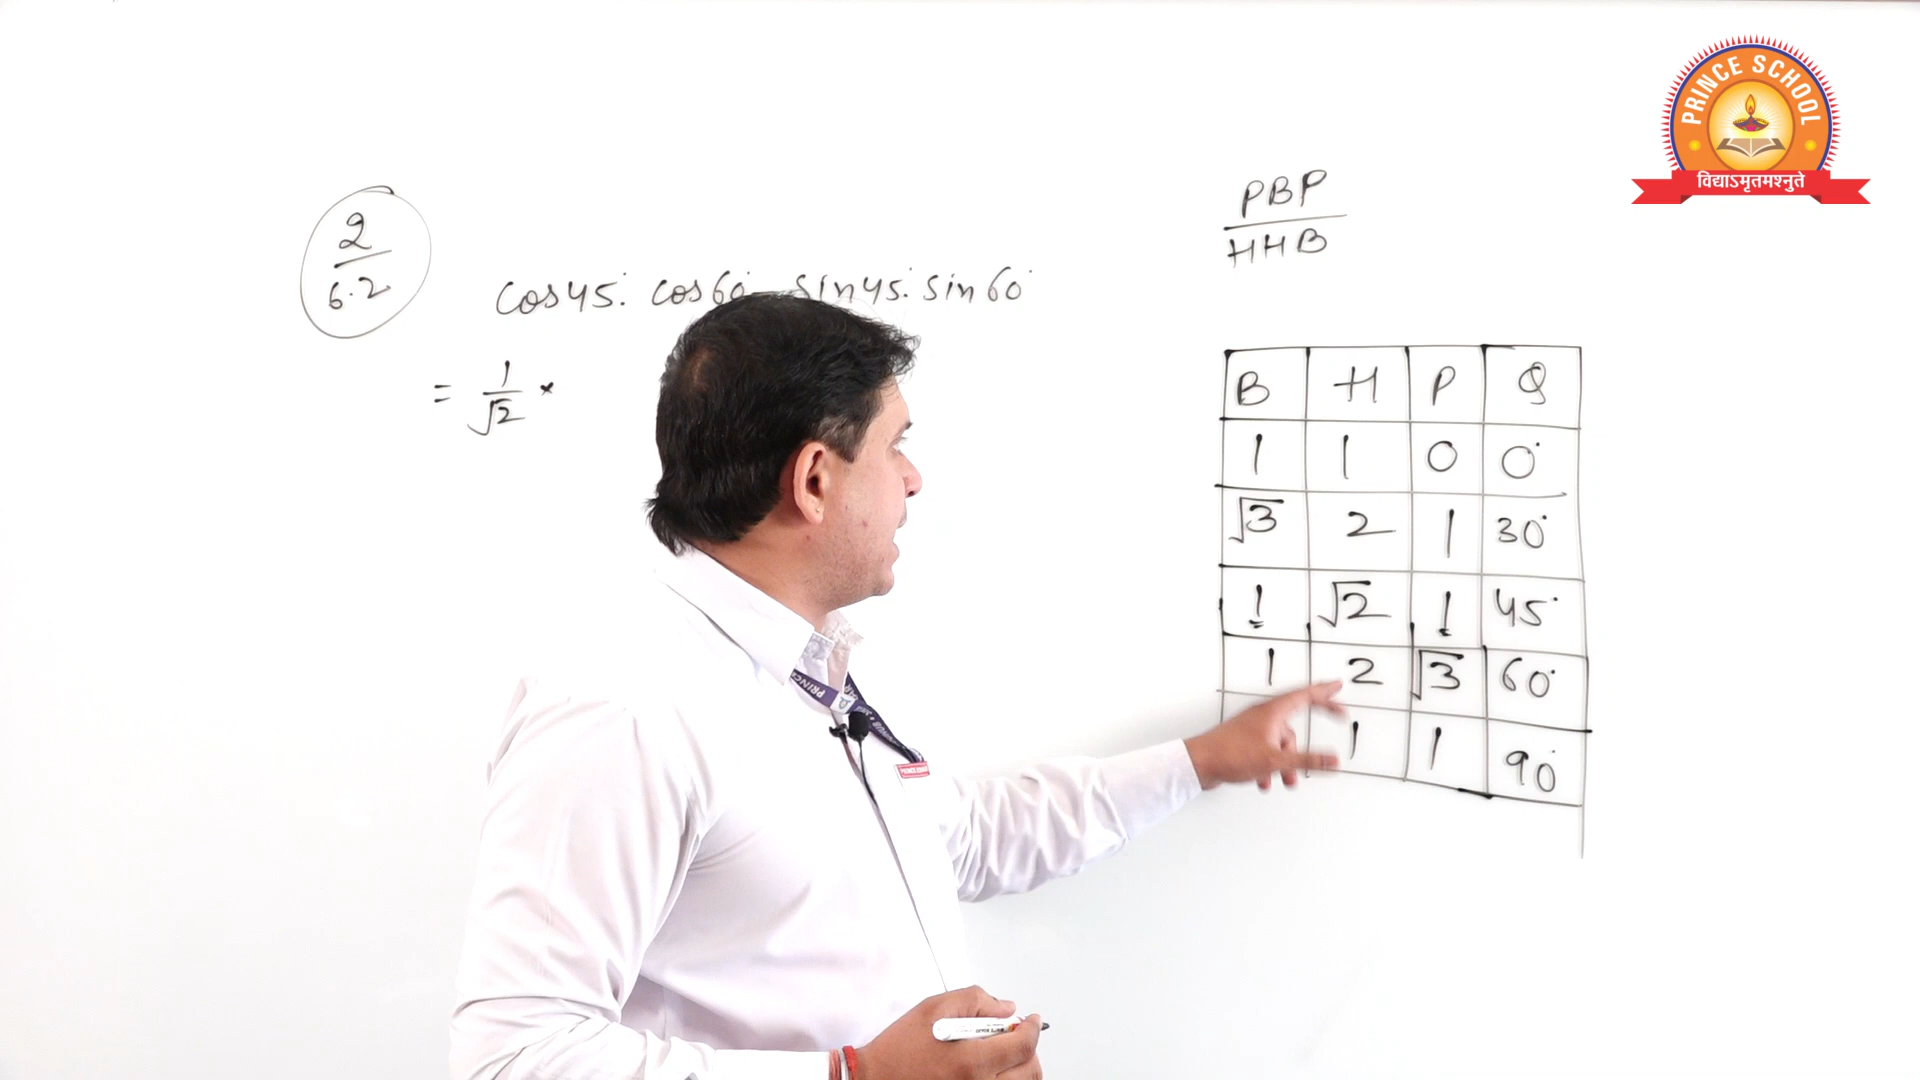 PRINCE SCHOOL
विद्याऽमृतमश्नुते
PBP
HHB
2
6.2
cos45° cos60° - sin45° sin60°
= 1/√2 ×
B H P Q
1 1 0 0°
√3 2 1 30°
1 √2 1 45°
1 2 √3 60°
1 1 90°
PRINCE